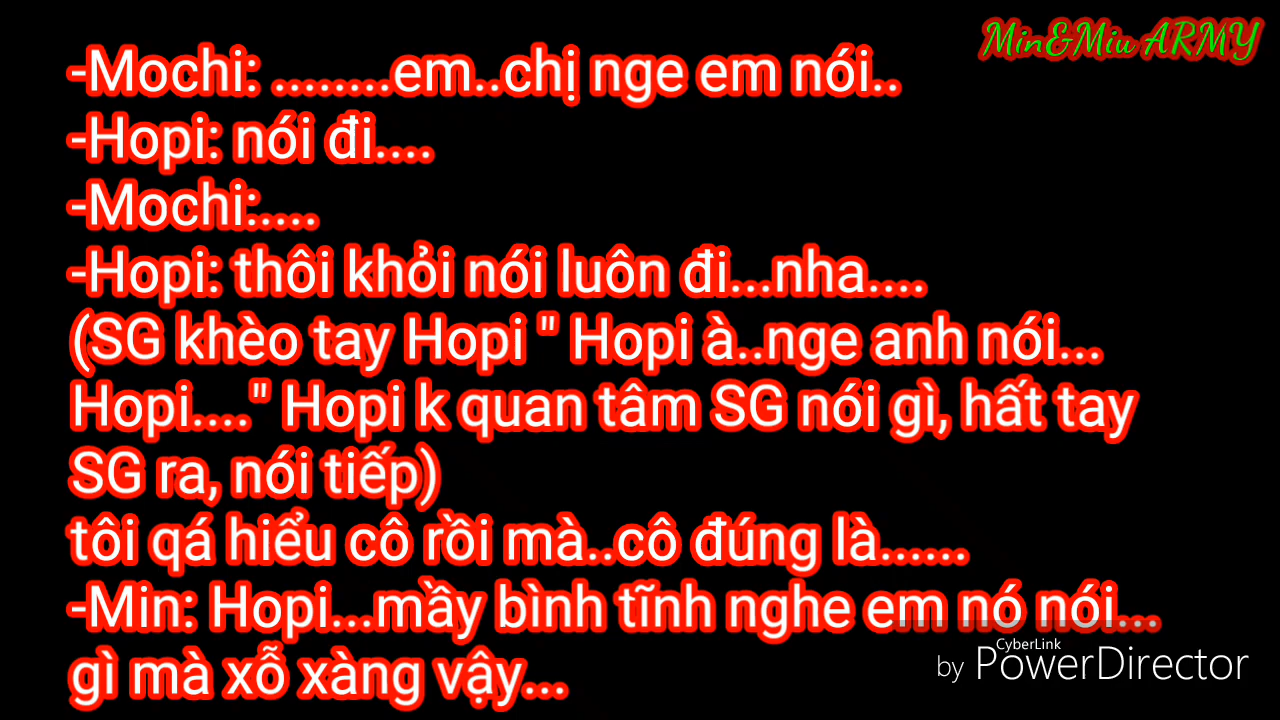 Min&Miu ARMY
-Mochi: .........em..chị nge em nói..
-Hopi: nói đi....
-Mochi:.....
-Hopi: thôi khỏi nói luôn đi...nha....
(SG khèo tay Hopi " Hopi à..nge anh nói...
Hopi...." Hopi k quan tâm SG nói gì, hất tay
SG ra, nói tiếp)
tôi qá hiểu cô rồi mà..cô đúng là......
-Min: Hopi...mầy bình tĩnh nghe em nó nói...
gì mà xỗ xàng vậy...
CyberLink
by PowerDirector